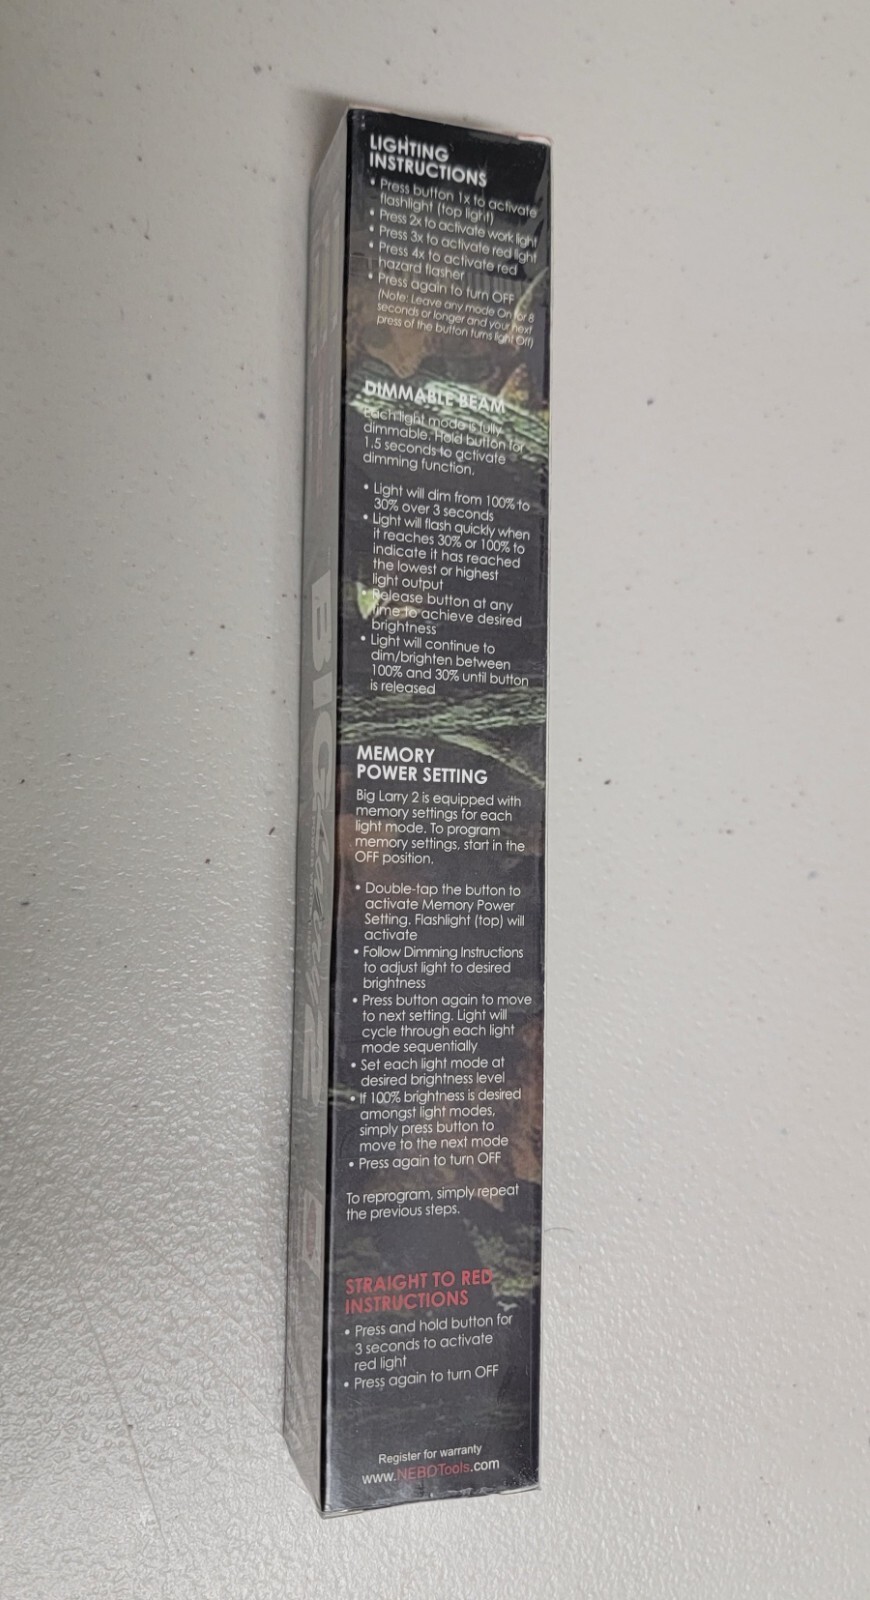 LIGHTING
INSTRUCTIONS
• Press button 1x to activate
flashlight (top light)
• Press 2x to activate work light
• Press 3x to activate red light
• Press 4x to activate red
hazard flasher
• Press again to turn OFF
(Note: Leave any mode On for 8
seconds or longer and your next
press of the button turns light Off)
DIMMABLE BEAM
Each light mode is fully
dimmable. Hold button for
1.5 seconds to activate
dimming function.
• Light will dim from 100% to
30% over 3 seconds
• Light will flash quickly when
it reaches 30% or 100% to
indicate it has reached
the lowest or highest
light output
• Release button at any
time to achieve desired
brightness
• Light will continue to
dim/brighten between
100% and 30% until button
is released
MEMORY
POWER SETTING
Big Larry 2 is equipped with
memory settings for each
light mode. To program
memory settings, start in the
OFF position.
• Double-tap the button to
activate Memory Power
Setting. Flashlight (top) will
activate
• Follow Dimming Instructions
to adjust light to desired
brightness
• Press button again to move
to next setting. Light will
cycle through each light
mode sequentially
• Set each light mode at
desired brightness level
• If 100% brightness is desired
amongst light modes,
simply press button to
move to the next mode
• Press again to turn OFF
To reprogram, simply repeat
the previous steps.
STRAIGHT TO RED
INSTRUCTIONS
• Press and hold button for
3 seconds to activate
red light
• Press again to turn OFF
Register for warranty
www.NEBOTools.com
BIG Larry 2